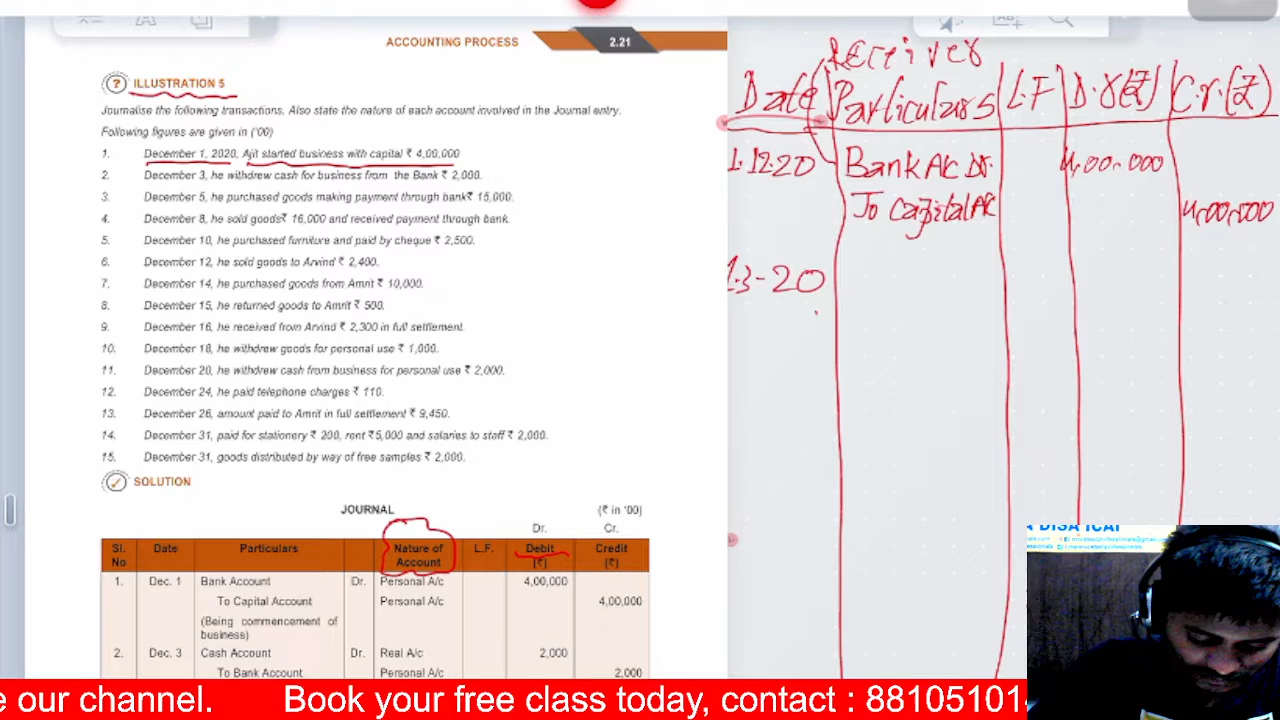 ACCOUNTING PROCESS 2.21
? ILLUSTRATION 5
Journalise the following transactions. Also state the nature of each account involved in the Journal entry.
Following figures are given in ('00)
1. December 1, 2020, Ajit started business with capital ₹ 4,00,000
2. December 3, he withdrew cash for business from the Bank ₹ 2,000.
3. December 5, he purchased goods making payment through bank₹ 15,000.
4. December 8, he sold goods₹ 16,000 and received payment through bank.
5. December 10, he purchased furniture and paid by cheque ₹ 2,500.
6. December 12, he sold goods to Arvind ₹ 2,400.
7. December 14, he purchased goods from Amrit ₹ 10,000.
8. December 15, he returned goods to Amrit ₹ 500.
9. December 16, he received from Arvind ₹ 2,300 in full settlement.
10. December 18, he withdrew goods for personal use ₹ 1,000.
11. December 20, he withdrew cash from business for personal use ₹ 2,000.
12. December 24, he paid telephone charges ₹ 110.
13. December 26, amount paid to Amrit in full settlement ₹ 9,450.
14. December 31, paid for stationery ₹ 200, rent ₹5,000 and salaries to staff ₹ 2,000.
15. December 31, goods distributed by way of free samples ₹ 2,000.
SOLUTION
JOURNAL (₹ in '00)
Dr. Cr.
Sl. No Date Particulars Nature of Account L.F. Debit (₹) Credit (₹)
1. Dec. 1 Bank Account Dr. Personal A/c 4,00,000
To Capital Account Personal A/c 4,00,000
(Being commencement of business)
2. Dec. 3 Cash Account Dr. Real A/c 2,000
To Bank Account Personal A/c 2,000
Receiver
Date Particulars L.F D.r(₹) C.r.(₹)
1.12.20 Bank A/c Dr. 4,00,000
To Capital A/c 4,00,000
1.3-20
A DISA ICAI
e our channel. Book your free class today, contact : 8810510